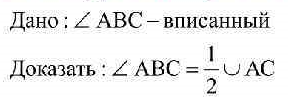 Дано : ∠ ABC – вписанный
Доказать : ∠ ABC = 1/2 ∪ AC